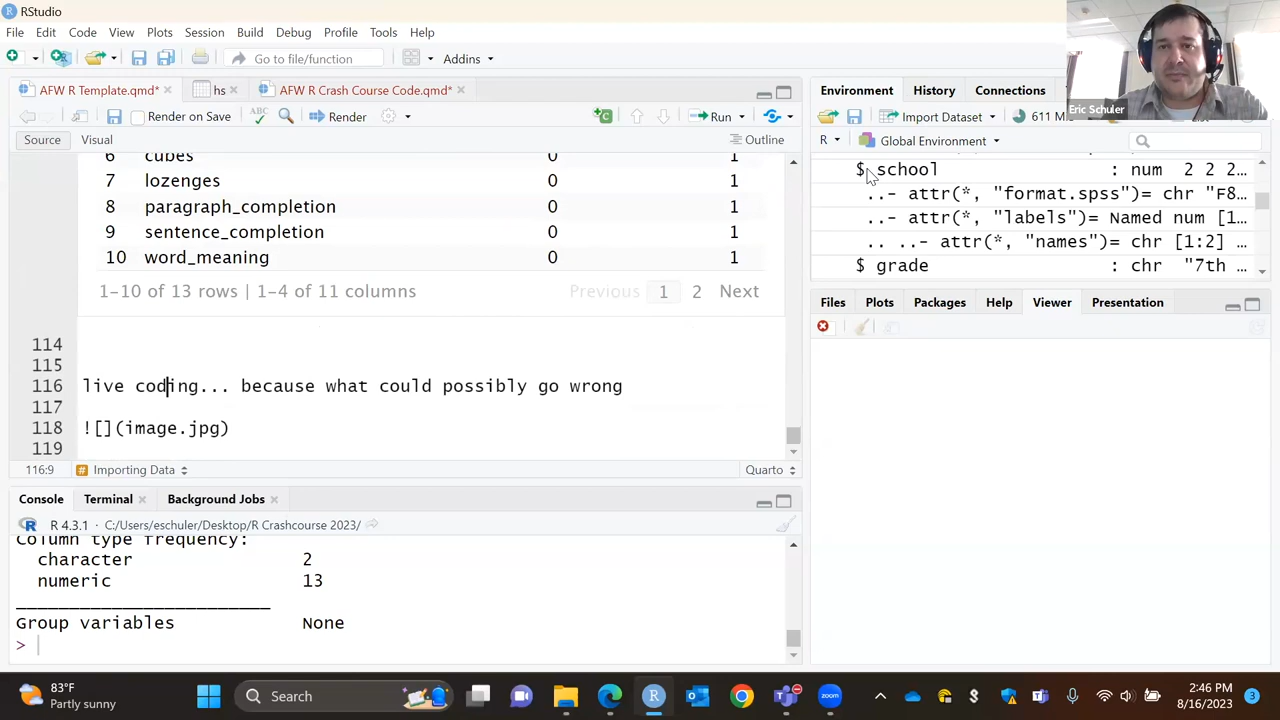 RStudio
File Edit Code View Plots Session Build Debug Profile Tools Help
Go to file/function Addins
AFW R Template.qmd* hs AFW R Crash Course Code.qmd*
Render on Save ABC Render Run
Source Visual Outline
6 cubes 0 1
7 lozenges 0 1
8 paragraph_completion 0 1
9 sentence_completion 0 1
10 word_meaning 0 1
1-10 of 13 rows | 1-4 of 11 columns Previous 1 2 Next
114
115
116 live coding... because what could possibly go wrong
117
118 ![](image.jpg)
119
116:9 # Importing Data Quarto
Console Terminal Background Jobs
R 4.3.1 · C:/Users/eschuler/Desktop/R Crashcourse 2023/
Column type frequency:
character 2
numeric 13
________________________
Group variables None
>
Environment History Connections
Import Dataset 611 M
R Global Environment
$ school : num 2 2 2…
..- attr(*, "format.spss")= chr "F8…
..- attr(*, "labels")= Named num [1…
.. ..- attr(*, "names")= chr [1:2] …
$ grade : chr "7th …
Files Plots Packages Help Viewer Presentation
Eric Schuler
83°F
Partly sunny
Search
zoom
2:46 PM
8/16/2023
3